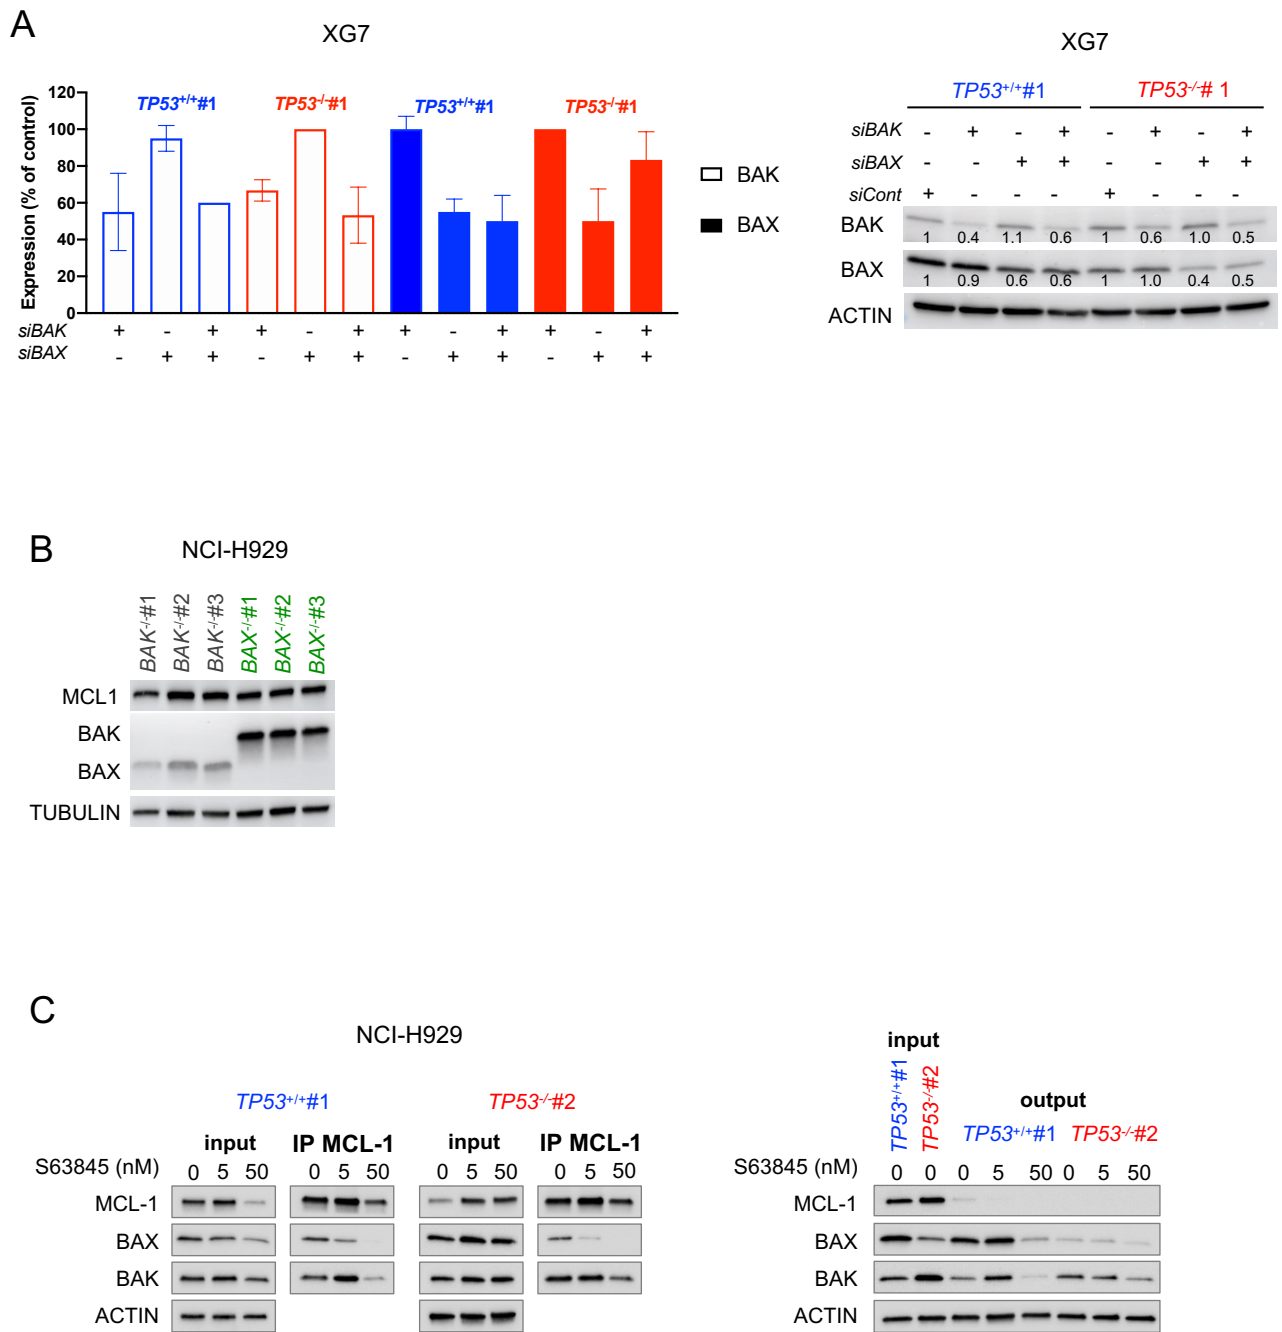 A
XG7
Expression (% of control)
120
100
80
60
40
20
0
TP53+/+#1 TP53-/-#1 TP53+/+#1 TP53-/-#1
siBAK + - + + - + + - + + - +
siBAX - + + - + + - + + - + +
BAK
BAX
XG7
TP53+/+#1 TP53-/-# 1
siBAK - + - + - + - +
siBAX - - + + - - + +
siCont + - - - + - - -
BAK 1 0.4 1.1 0.6 1 0.6 1.0 0.5
BAX 1 0.9 0.6 0.6 1 1.0 0.4 0.5
ACTIN
B
NCI-H929
BAK-/-#1 BAK-/-#2 BAK-/-#3 BAX-/-#1 BAX-/-#2 BAX-/-#3
MCL1
BAK
BAX
TUBULIN
C
NCI-H929
TP53+/+#1 TP53-/-#2
input IP MCL-1 input IP MCL-1
S63845 (nM) 0 5 50 0 5 50 0 5 50 0 5 50
MCL-1
BAX
BAK
ACTIN
input
TP53+/+#1 TP53-/-#2
output
TP53+/+#1 TP53-/-#2
S63845 (nM) 0 0 0 5 50 0 5 50
MCL-1
BAX
BAK
ACTIN